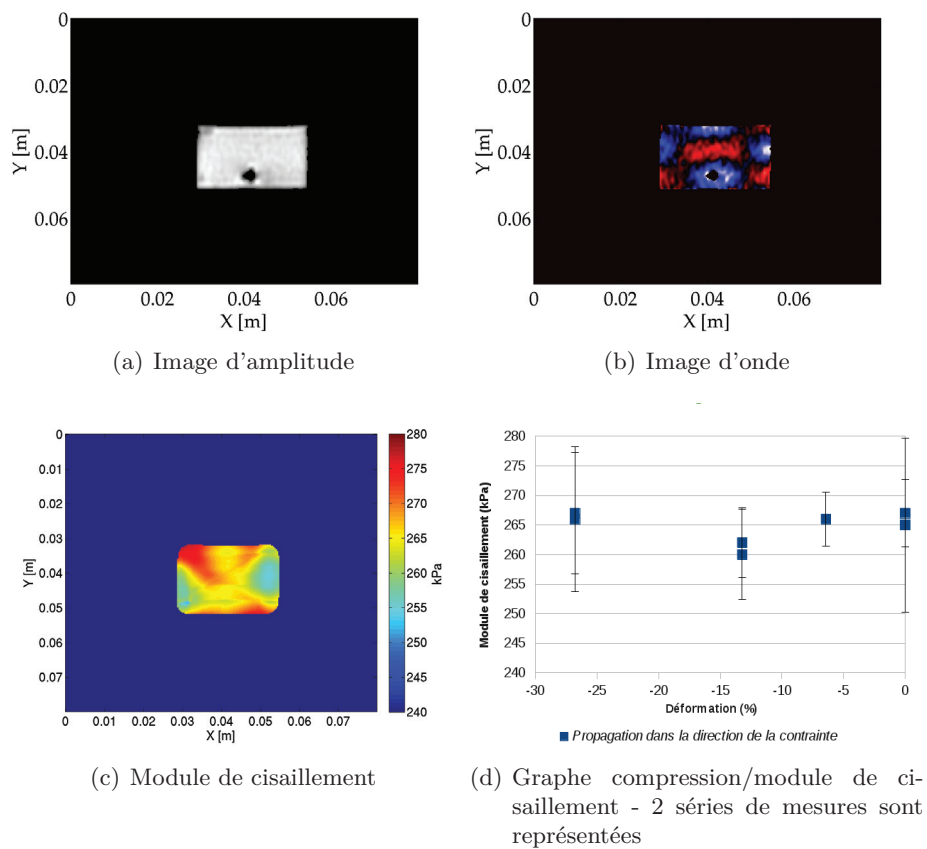 0
0.02
0.04
0.06
Y [m]
0 0.02 0.04 0.06
X [m]
(a) Image d'amplitude
0
0.02
0.04
0.06
Y [m]
0 0.02 0.04 0.06
X [m]
(b) Image d'onde
0
0.01
0.02
0.03
0.04
0.05
0.06
0.07
Y [m]
0 0.01 0.02 0.03 0.04 0.05 0.06 0.07
X [m]
280
275
270
265
260
255
250
245
240
kPa
(c) Module de cisaillement
280
275
270
265
260
255
250
245
240
Module de cisaillement (kPa)
-30 -25 -20 -15 -10 -5 0
Déformation (%)
Propagation dans la direction de la contrainte
(d) Graphe compression/module de ci-
saillement - 2 séries de mesures sont
représentées